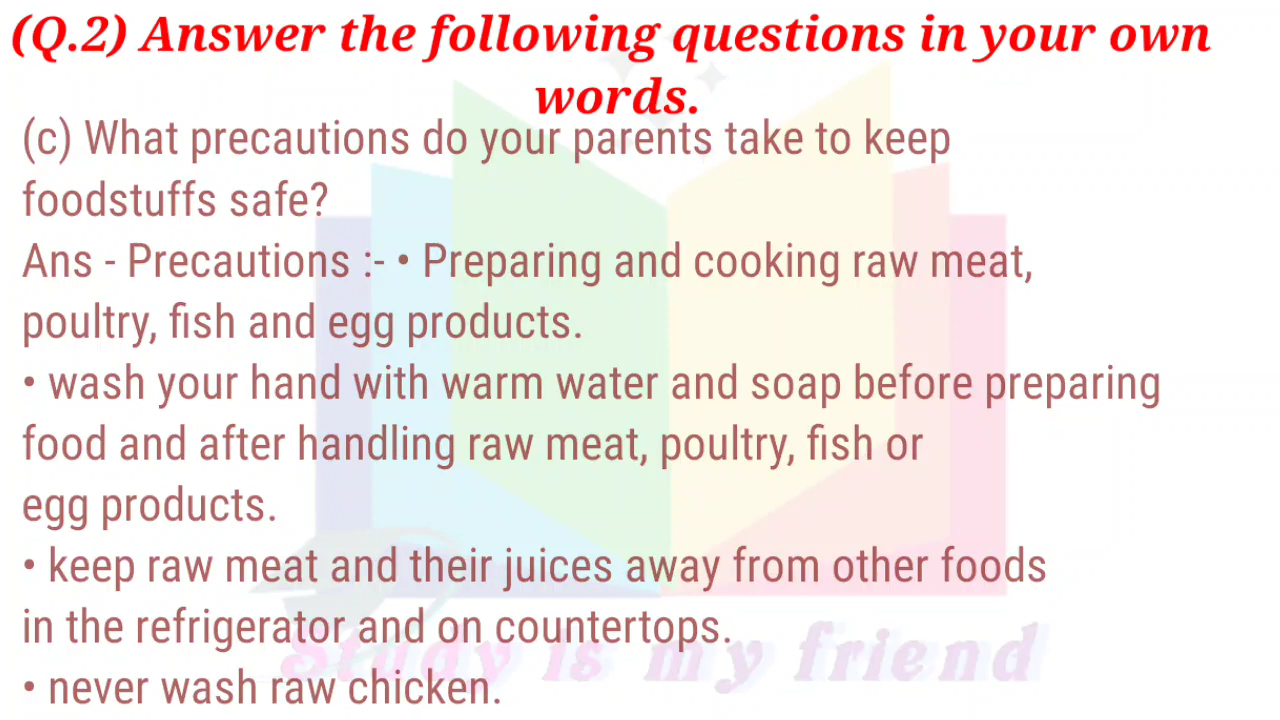 (Q.2) Answer the following questions in your own
words.
(c) What precautions do your parents take to keep
foodstuffs safe?
Ans - Precautions :- • Preparing and cooking raw meat,
poultry, fish and egg products.
• wash your hand with warm water and soap before preparing
food and after handling raw meat, poultry, fish or
egg products.
• keep raw meat and their juices away from other foods
in the refrigerator and on countertops.
Study is my friend
• never wash raw chicken.